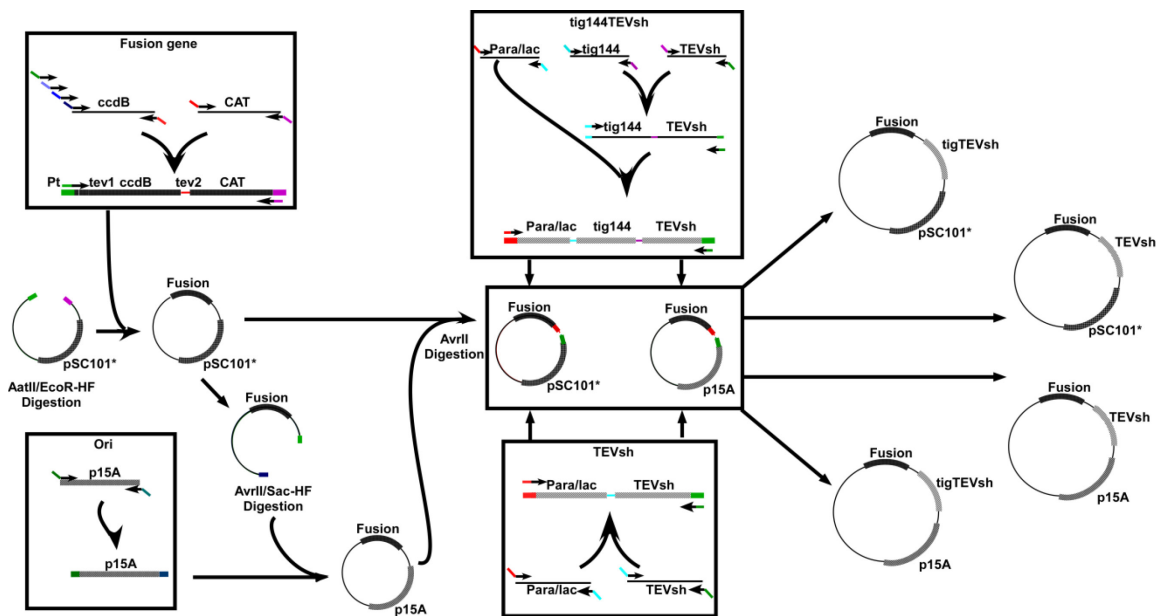 Fusion gene
ccdB
CAT
Pt
tev1 ccdB
tev2
CAT
tig144TEVsh
Para/lac
tig144
TEVsh
tig144
TEVsh
Para/lac
tig144
TEVsh
Fusion
pSC101*
AatII/EcoR-HF
Digestion
Fusion
pSC101*
AvrII
Digestion
Fusion
pSC101*
Fusion
p15A
Fusion
AvrII/Sac-HF
Digestion
Ori
p15A
p15A
Fusion
p15A
TEVsh
Para/lac
TEVsh
Para/lac
TEVsh
Fusion
tigTEVsh
pSC101*
Fusion
TEVsh
pSC101*
Fusion
TEVsh
p15A
Fusion
tigTEVsh
p15A